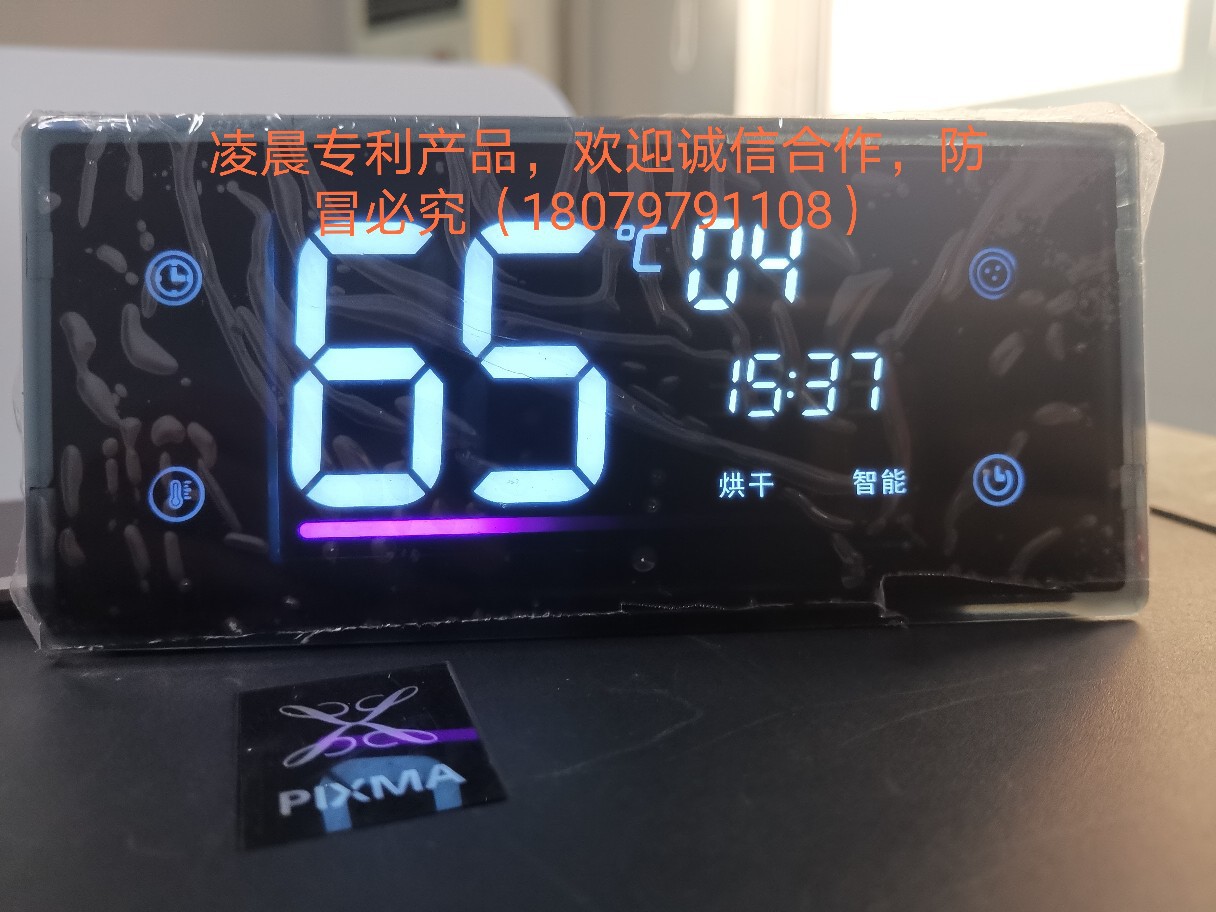 凌晨专利产品，欢迎诚信合作，防
冒必究（18079791108）
65℃ 04
15:37
烘干 智能
PIXMA